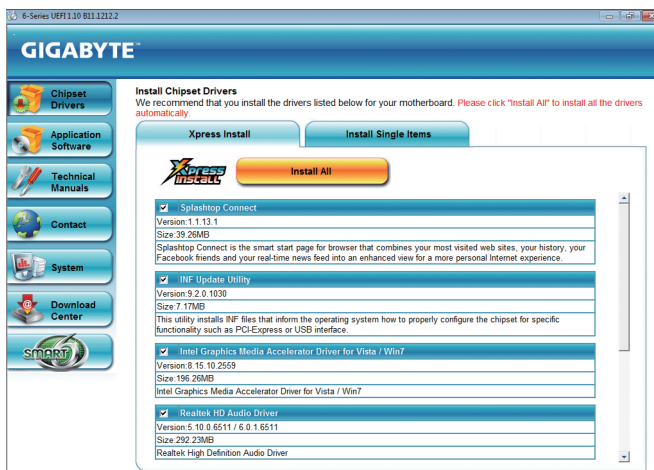 6-Series UEFI 1.10 B11.1212.2
GIGABYTE™
Chipset
Drivers
Application
Software
Technical
Manuals
Contact
System
Download
Center
SMART6
Install Chipset Drivers
We recommend that you install the drivers listed below for your motherboard. Please click "Install All" to install all the drivers
automatically.
Xpress Install
Install Single Items
Xpress
INSTALL
Install All
Splashtop Connect
Version:1.1.13.1
Size:39.26MB
Splashtop Connect is the smart start page for browser that combines your most visited web sites, your history, your
Facebook friends and your real-time news feed into an enhanced view for a more personal Internet experience.
INF Update Utility
Version:9.2.0.1030
Size:7.17MB
This utility installs INF files that inform the operating system how to properly configure the chipset for specific
functionality such as PCI-Express or USB interface.
Intel Graphics Media Accelerator Driver for Vista / Win7
Version:8.15.10.2559
Size:196.26MB
Intel Graphics Media Accelerator Driver for Vista / Win7
Realtek HD Audio Driver
Version:5.10.0.6511 / 6.0.1.6511
Size:292.23MB
Realtek High Definition Audio Driver